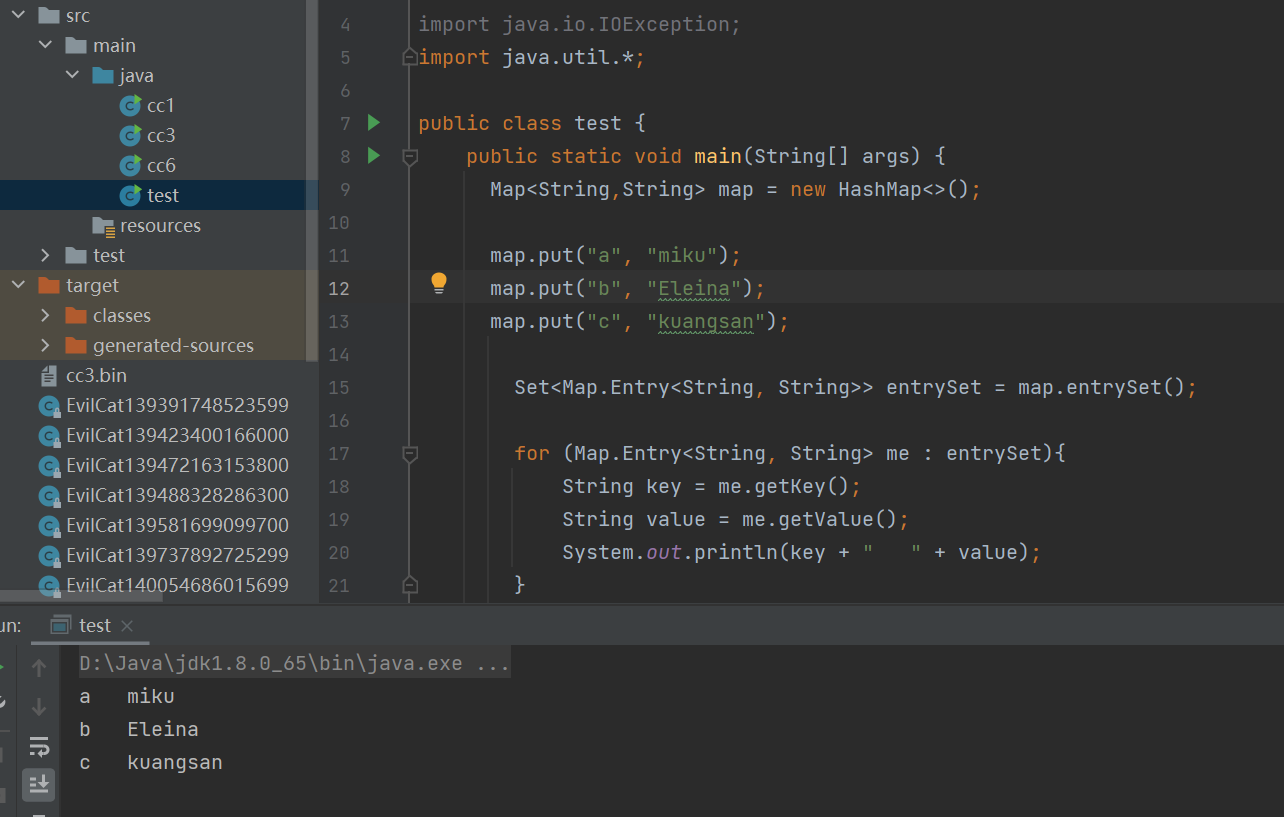 src
main
java
cc1
cc3
cc6
test
resources
test
target
classes
generated-sources
cc3.bin
EvilCat139391748523599
EvilCat139423400166000
EvilCat139472163153800
EvilCat139488328286300
EvilCat139581699099700
EvilCat139737892725299
EvilCat140054686015699
4 import java.io.IOException;
5 import java.util.*;
6
7 public class test {
8 public static void main(String[] args) {
9 Map<String,String> map = new HashMap<>();
10
11 map.put("a", "miku");
12 map.put("b", "Eleina");
13 map.put("c", "kuangsan");
14
15 Set<Map.Entry<String, String>> entrySet = map.entrySet();
16
17 for (Map.Entry<String, String> me : entrySet){
18 String key = me.getKey();
19 String value = me.getValue();
20 System.out.println(key + "   " + value);
21 }
un: test
D:\Java\jdk1.8.0_65\bin\java.exe ...
a   miku
b   Eleina
c   kuangsan